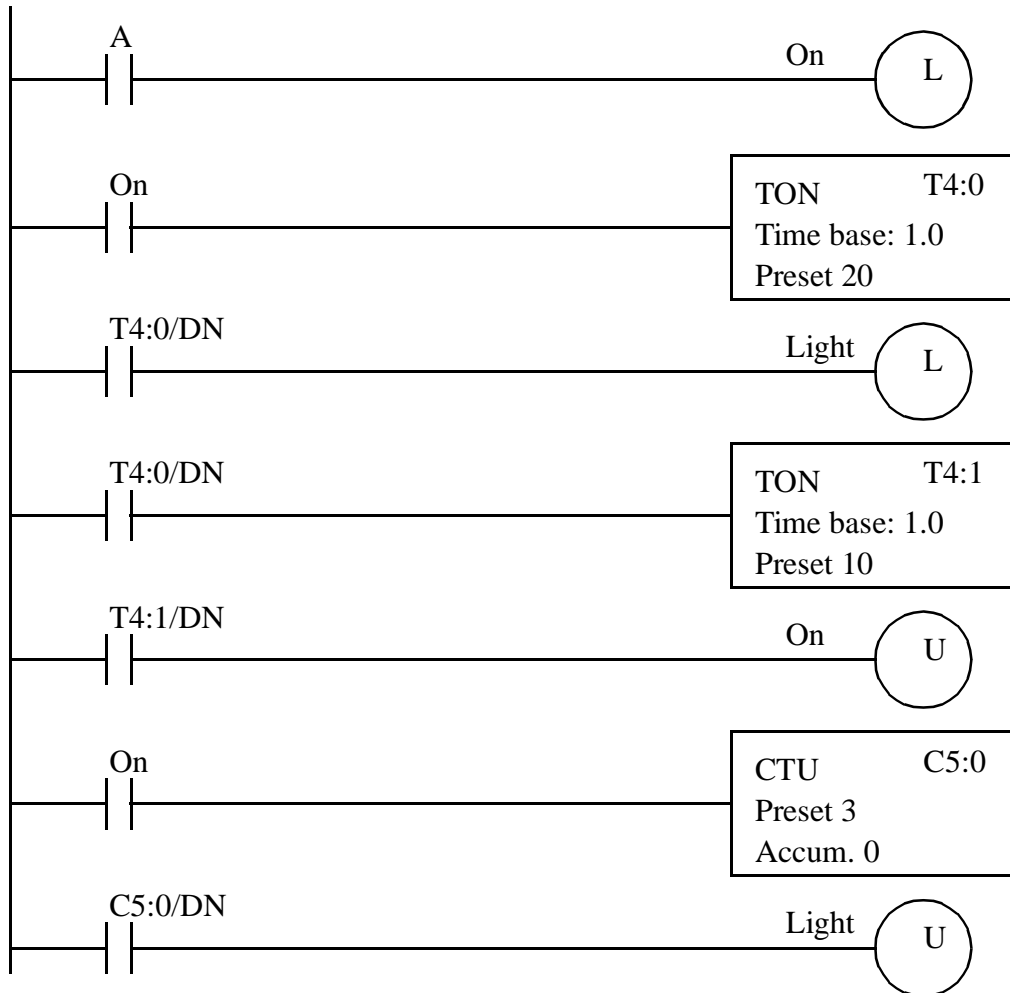 A
On L
On
TON T4:0
Time base: 1.0
Preset 20
T4:0/DN
Light L
T4:0/DN
TON T4:1
Time base: 1.0
Preset 10
T4:1/DN
On U
On
CTU C5:0
Preset 3
Accum. 0
C5:0/DN
Light U